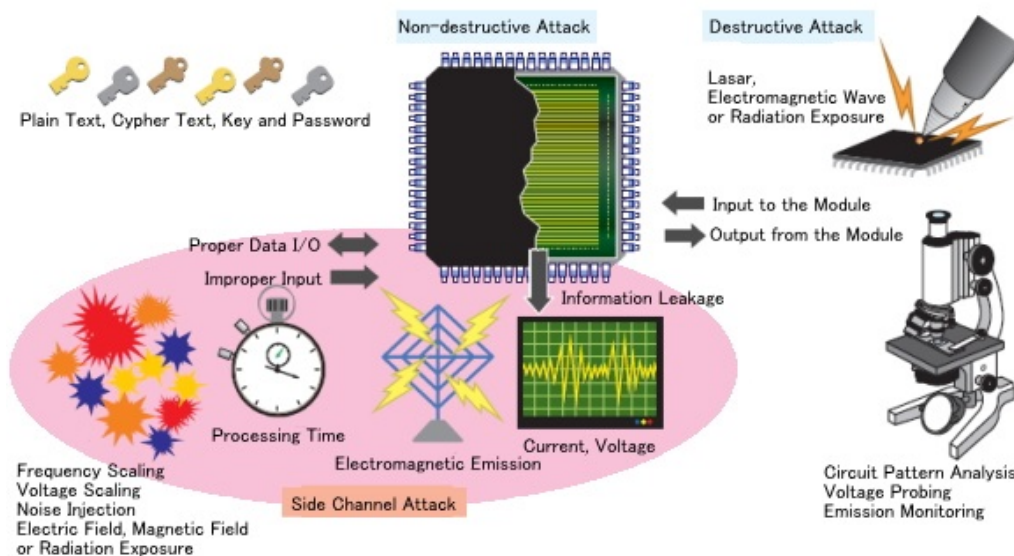 Non-destructive Attack
Destructive Attack
Plain Text, Cypher Text, Key and Password
Lasar,
Electromagnetic Wave
or Radiation Exposure
Input to the Module
Output from the Module
Proper Data I/O
Improper Input
Information Leakage
Processing Time
Electromagnetic Emission
Current, Voltage
Frequency Scaling
Voltage Scaling
Noise Injection
Electric Field, Magnetic Field
or Radiation Exposure
Side Channel Attack
Circuit Pattern Analysis
Voltage Probing
Emission Monitoring